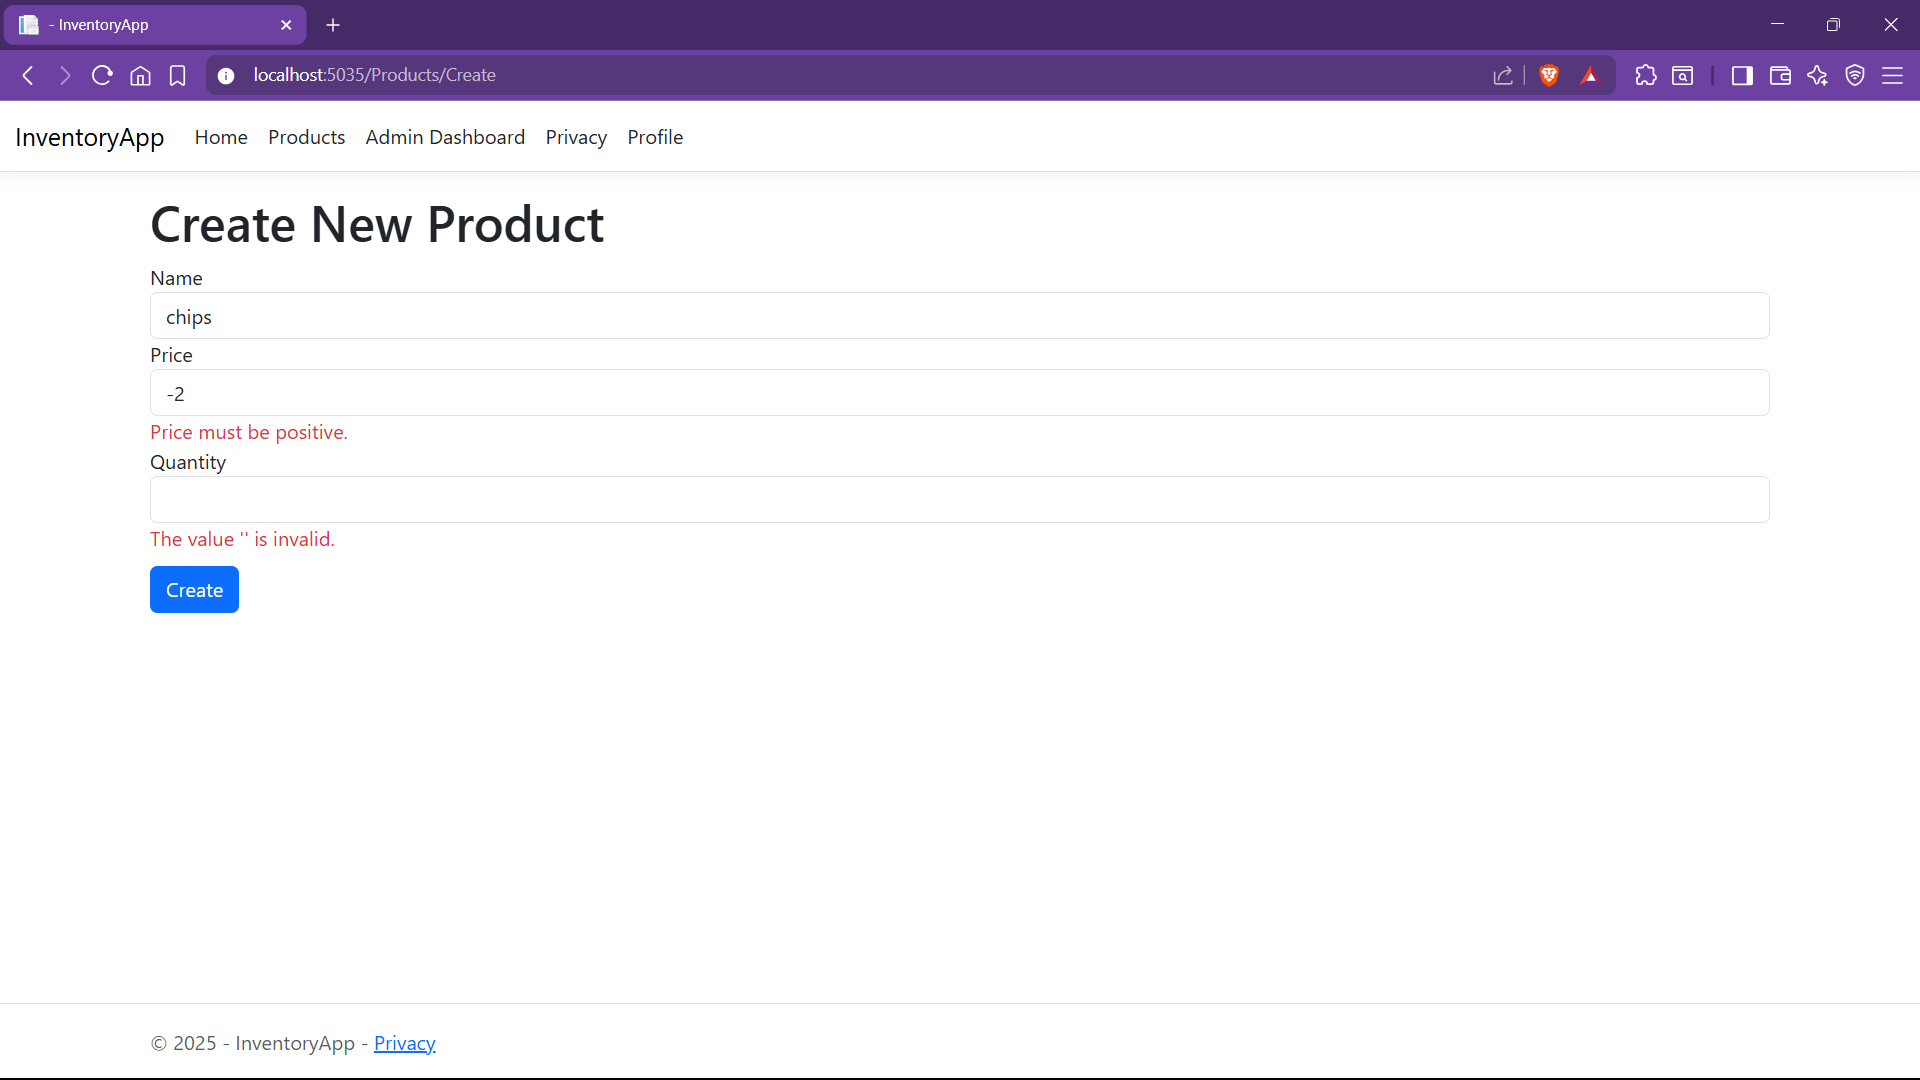 - InventoryApp
localhost:5035/Products/Create
InventoryApp Home Products Admin Dashboard Privacy Profile
Create New Product
Name
chips
Price
-2
Price must be positive.
Quantity
The value '' is invalid.
Create
© 2025 - InventoryApp - Privacy